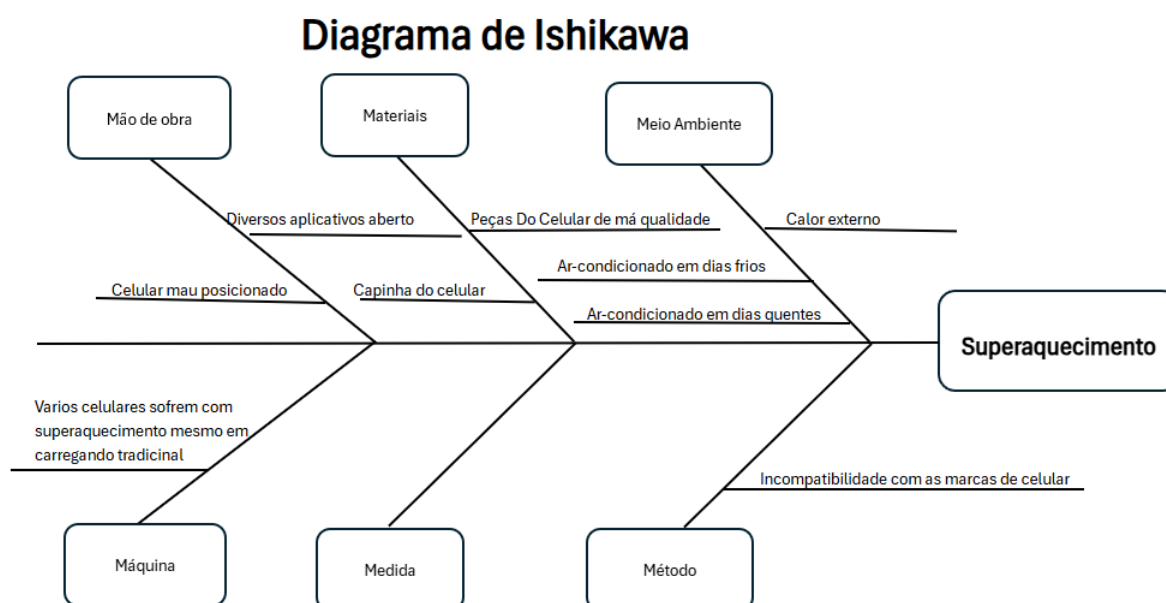 Diagrama de Ishikawa
Mão de obra
Materiais
Meio Ambiente
Diversos aplicativos aberto
Peças Do Celular de má qualidade
Calor externo
Ar-condicionado em dias frios
Celular mau posicionado
Capinha do celular
Ar-condicionado em dias quentes
Superaquecimento
Varios celulares sofrem com
superaquecimento mesmo em
carregando tradicinal
Incompatibilidade com as marcas de celular
Máquina
Medida
Método